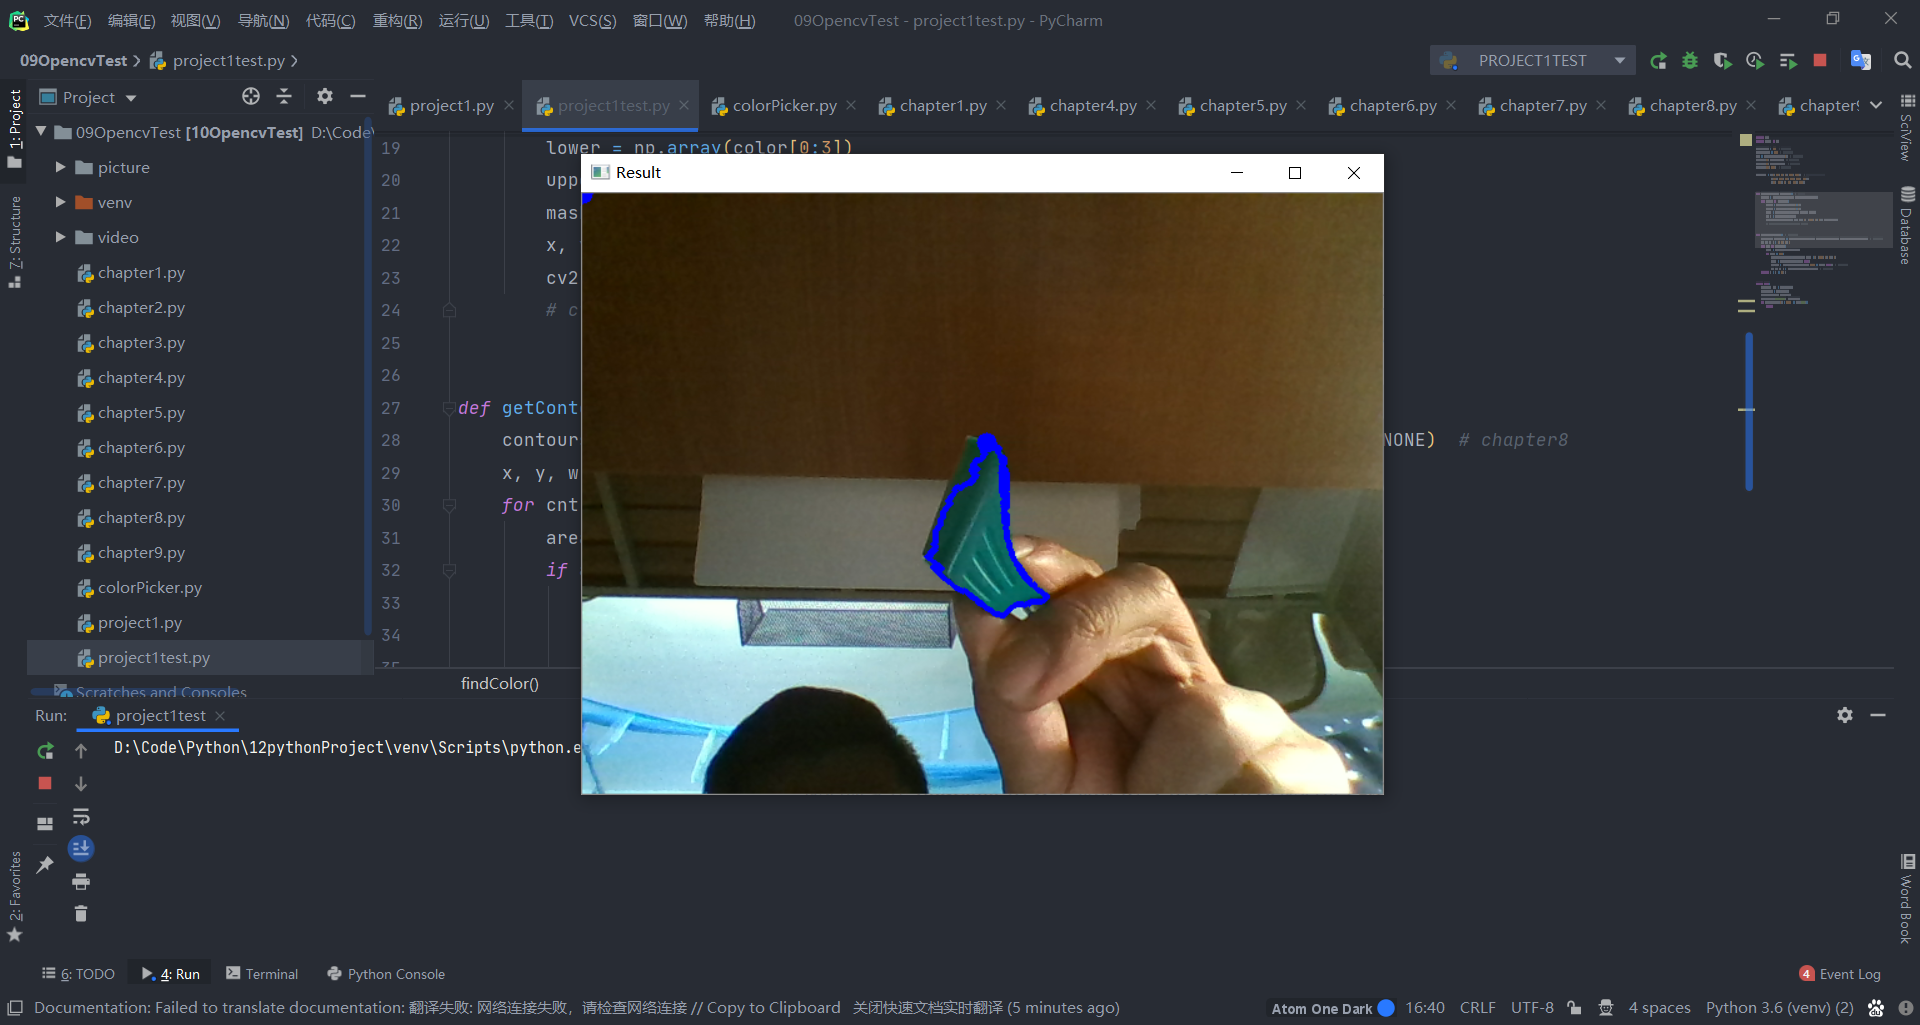 文件(F) 编辑(E) 视图(V) 导航(N) 代码(C) 重构(R) 运行(U) 工具(T) VCS(S) 窗口(W) 帮助(H) 09OpencvTest - project1test.py - PyCharm
09OpencvTest project1test.py PROJECT1TEST
Project
project1.py project1test.py colorPicker.py chapter1.py chapter4.py chapter5.py chapter6.py chapter7.py chapter8.py
1: Project
7: Structure
2: Favorites
SciView
Database
Word Book
09OpencvTest [10OpencvTest] D:\Code\
picture
venv
video
chapter1.py
chapter2.py
chapter3.py
chapter4.py
chapter5.py
chapter6.py
chapter7.py
chapter8.py
chapter9.py
colorPicker.py
project1.py
project1test.py
Scratches and Consoles
19 lower = np.array(color[0:3])
20 upp
21 mas
22 x,
23 cv2
24 # c
25
26
27 def getCont
28 contour NONE) # chapter8
29 x, y, w
30 for cnt
31 are
32 if
33
34
findColor()
Result
Run: project1test
D:\Code\Python\12pythonProject\venv\Scripts\python.e
6: TODO 4: Run Terminal Python Console 4 Event Log
Documentation: Failed to translate documentation: 翻译失败: 网络连接失败，请检查网络连接 // Copy to Clipboard 关闭快速文档实时翻译 (5 minutes ago) Atom One Dark 16:40 CRLF UTF-8 4 spaces Python 3.6 (venv) (2)